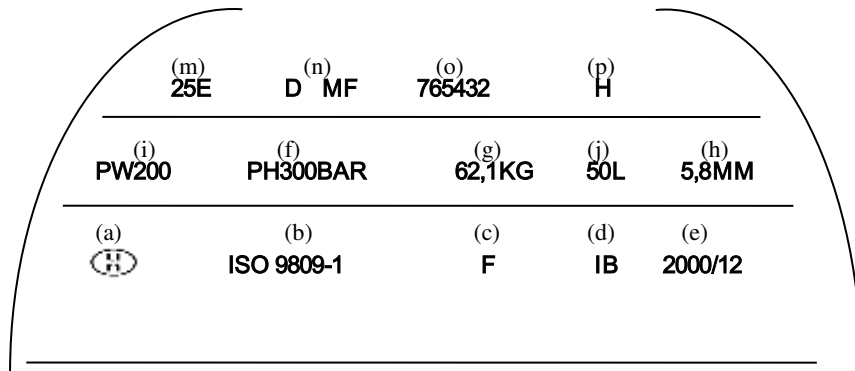 (m) (n) (o) (p)
25E D MF 765432 H
(i) (f) (g) (j) (h)
PW200 PH300BAR 62,1KG 50L 5,8MM
(a) (b) (c) (d) (e)
ISO 9809-1 F IB 2000/12